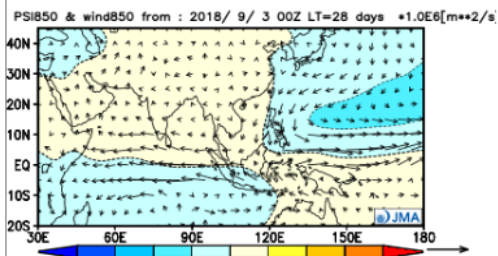 PSI850 & wind850 from : 2018/ 9/ 3 00Z LT=28 days *1.0E6[m**2/s]
40N
30N
20N
10N
EQ
10S
20S
JMA
30E 60E 90E 120E 150E 180